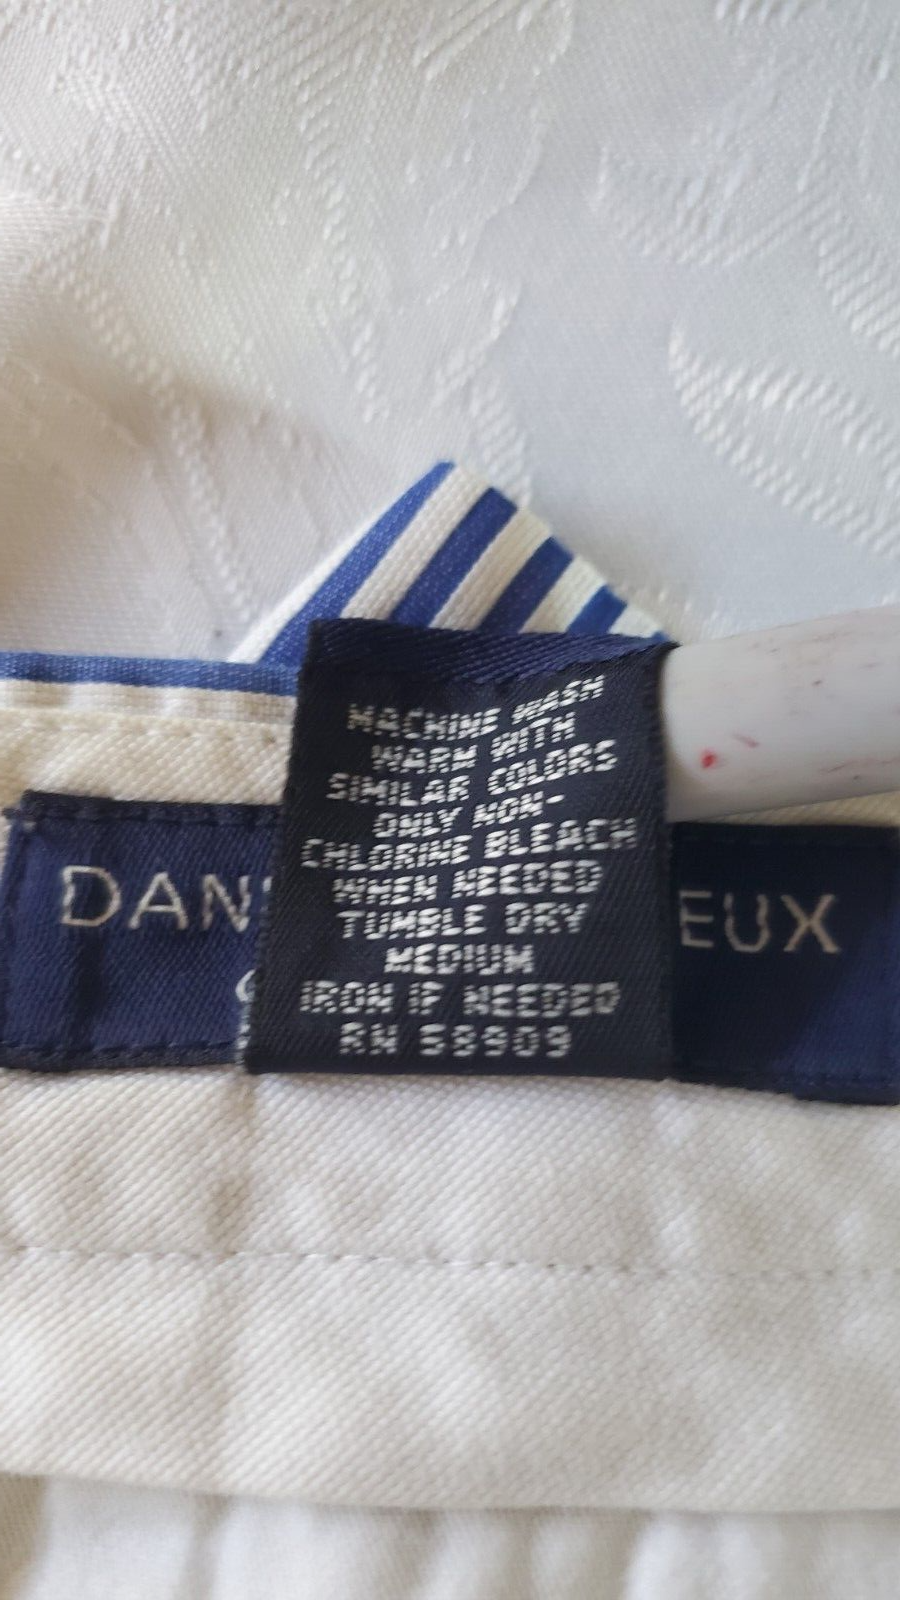 MACHINE WASH
WARM WITH
SIMILAR COLORS
ONLY NON-
CHLORINE BLEACH
WHEN NEEDED
TUMBLE DRY
MEDIUM
IRON IF NEEDED
RN 58909
DAN EUX